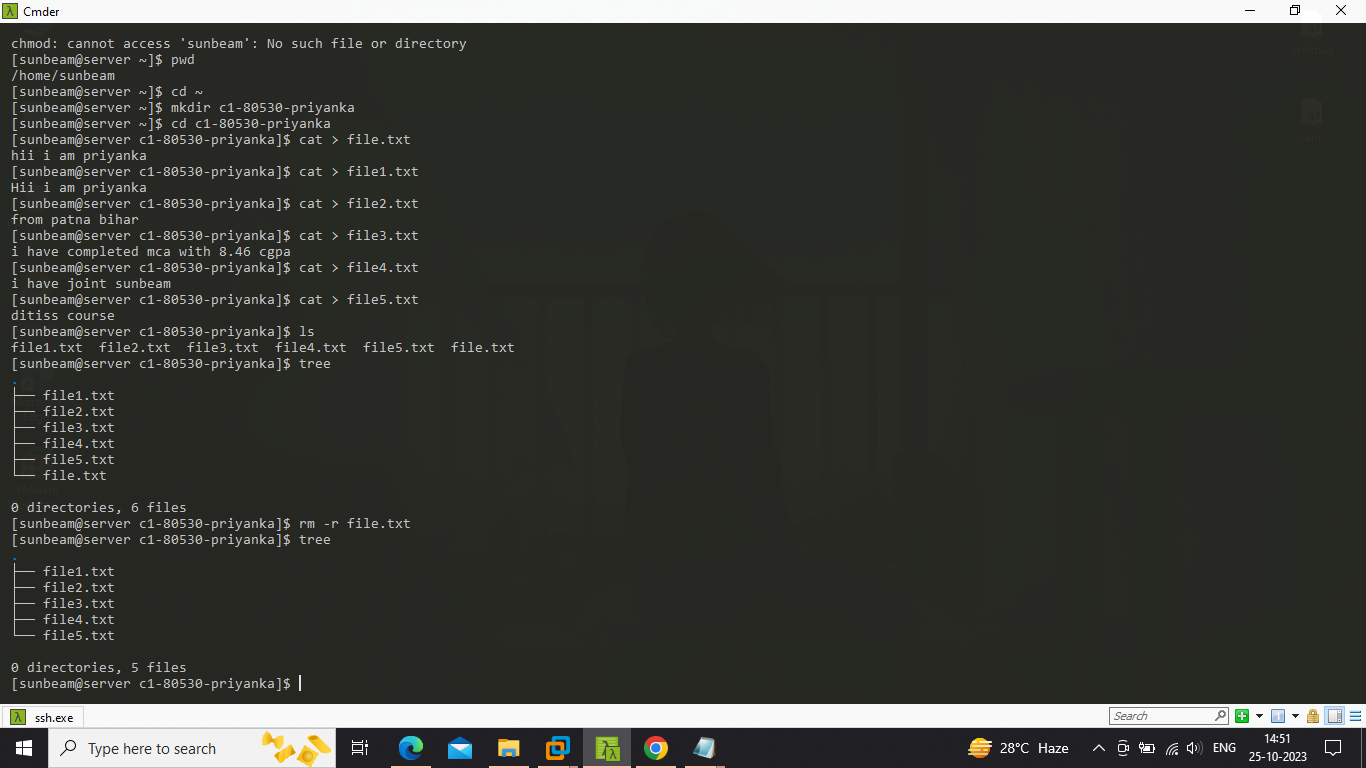 Cmder
chmod: cannot access 'sunbeam': No such file or directory
[sunbeam@server ~]$ pwd
/home/sunbeam
[sunbeam@server ~]$ cd ~
[sunbeam@server ~]$ mkdir c1-80530-priyanka
[sunbeam@server ~]$ cd c1-80530-priyanka
[sunbeam@server c1-80530-priyanka]$ cat > file.txt
hii i am priyanka
[sunbeam@server c1-80530-priyanka]$ cat > file1.txt
Hii i am priyanka
[sunbeam@server c1-80530-priyanka]$ cat > file2.txt
from patna bihar
[sunbeam@server c1-80530-priyanka]$ cat > file3.txt
i have completed mca with 8.46 cgpa
[sunbeam@server c1-80530-priyanka]$ cat > file4.txt
i have joint sunbeam
[sunbeam@server c1-80530-priyanka]$ cat > file5.txt
ditiss course
[sunbeam@server c1-80530-priyanka]$ ls
file1.txt  file2.txt  file3.txt  file4.txt  file5.txt  file.txt
[sunbeam@server c1-80530-priyanka]$ tree
.
├── file1.txt
├── file2.txt
├── file3.txt
├── file4.txt
├── file5.txt
└── file.txt
0 directories, 6 files
[sunbeam@server c1-80530-priyanka]$ rm -r file.txt
[sunbeam@server c1-80530-priyanka]$ tree
.
├── file1.txt
├── file2.txt
├── file3.txt
├── file4.txt
└── file5.txt
0 directories, 5 files
[sunbeam@server c1-80530-priyanka]$
ssh.exe
Search
Type here to search
28°C Haze
ENG
14:51
25-10-2023